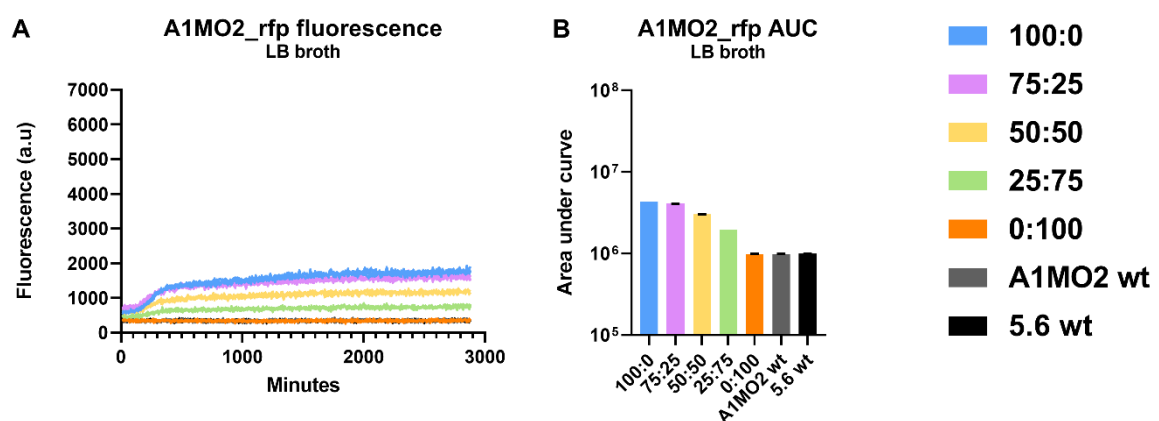 A
A1MO2_rfp fluorescence
LB broth
Fluorescence (a.u)
7000
6000
5000
4000
3000
2000
1000
0
0
1000
2000
3000
Minutes
B
A1MO2_rfp AUC
LB broth
Area under curve
10⁸
10⁷
10⁶
10⁵
100:0
75:25
50:50
25:75
0:100
A1MO2 wt
5.6 wt
100:0
75:25
50:50
25:75
0:100
A1MO2 wt
5.6 wt